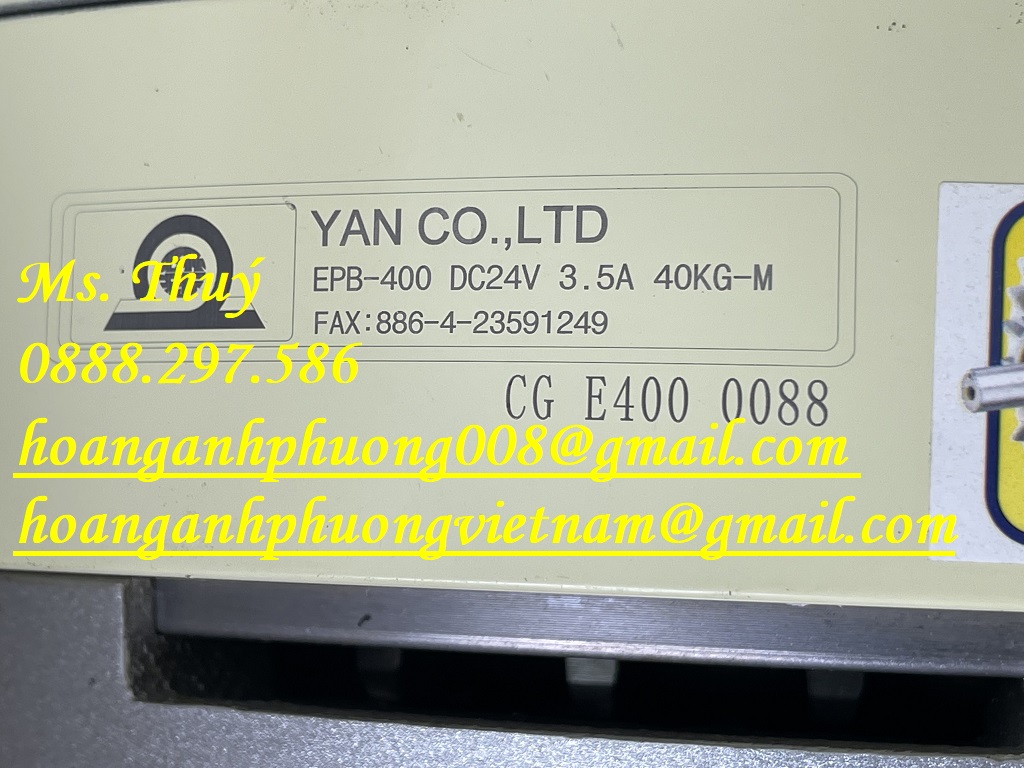 YAN CO.,LTD
EPB-400 DC24V 3.5A 40KG-M
FAX:886-4-23591249
CG E400 0088
Ms. Thuý
0888.297.586
hoanganhphuong008@gmail.com
hoanganhphuongvietnam@gmail.com